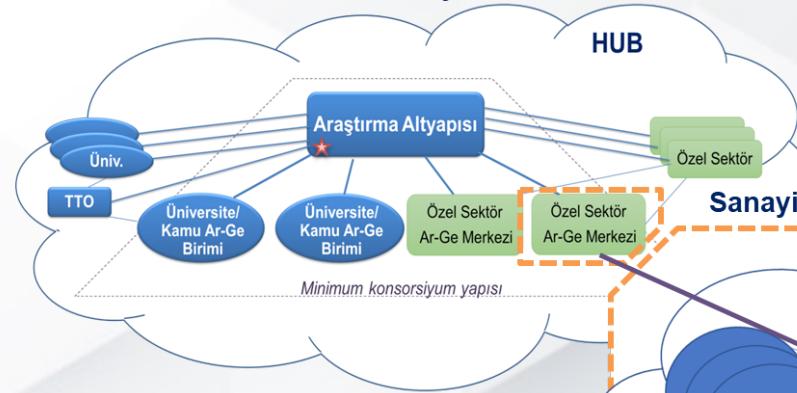 HUB
Araştırma Altyapısı
Üniv.
Özel Sektör
TTO
Sanayi
Üniversite/
Kamu Ar-Ge
Birimi
Üniversite/
Kamu Ar-Ge
Birimi
Özel Sektör
Ar-Ge Merkezi
Özel Sektör
Ar-Ge Merkezi
Minimum konsorsiyum yapısı